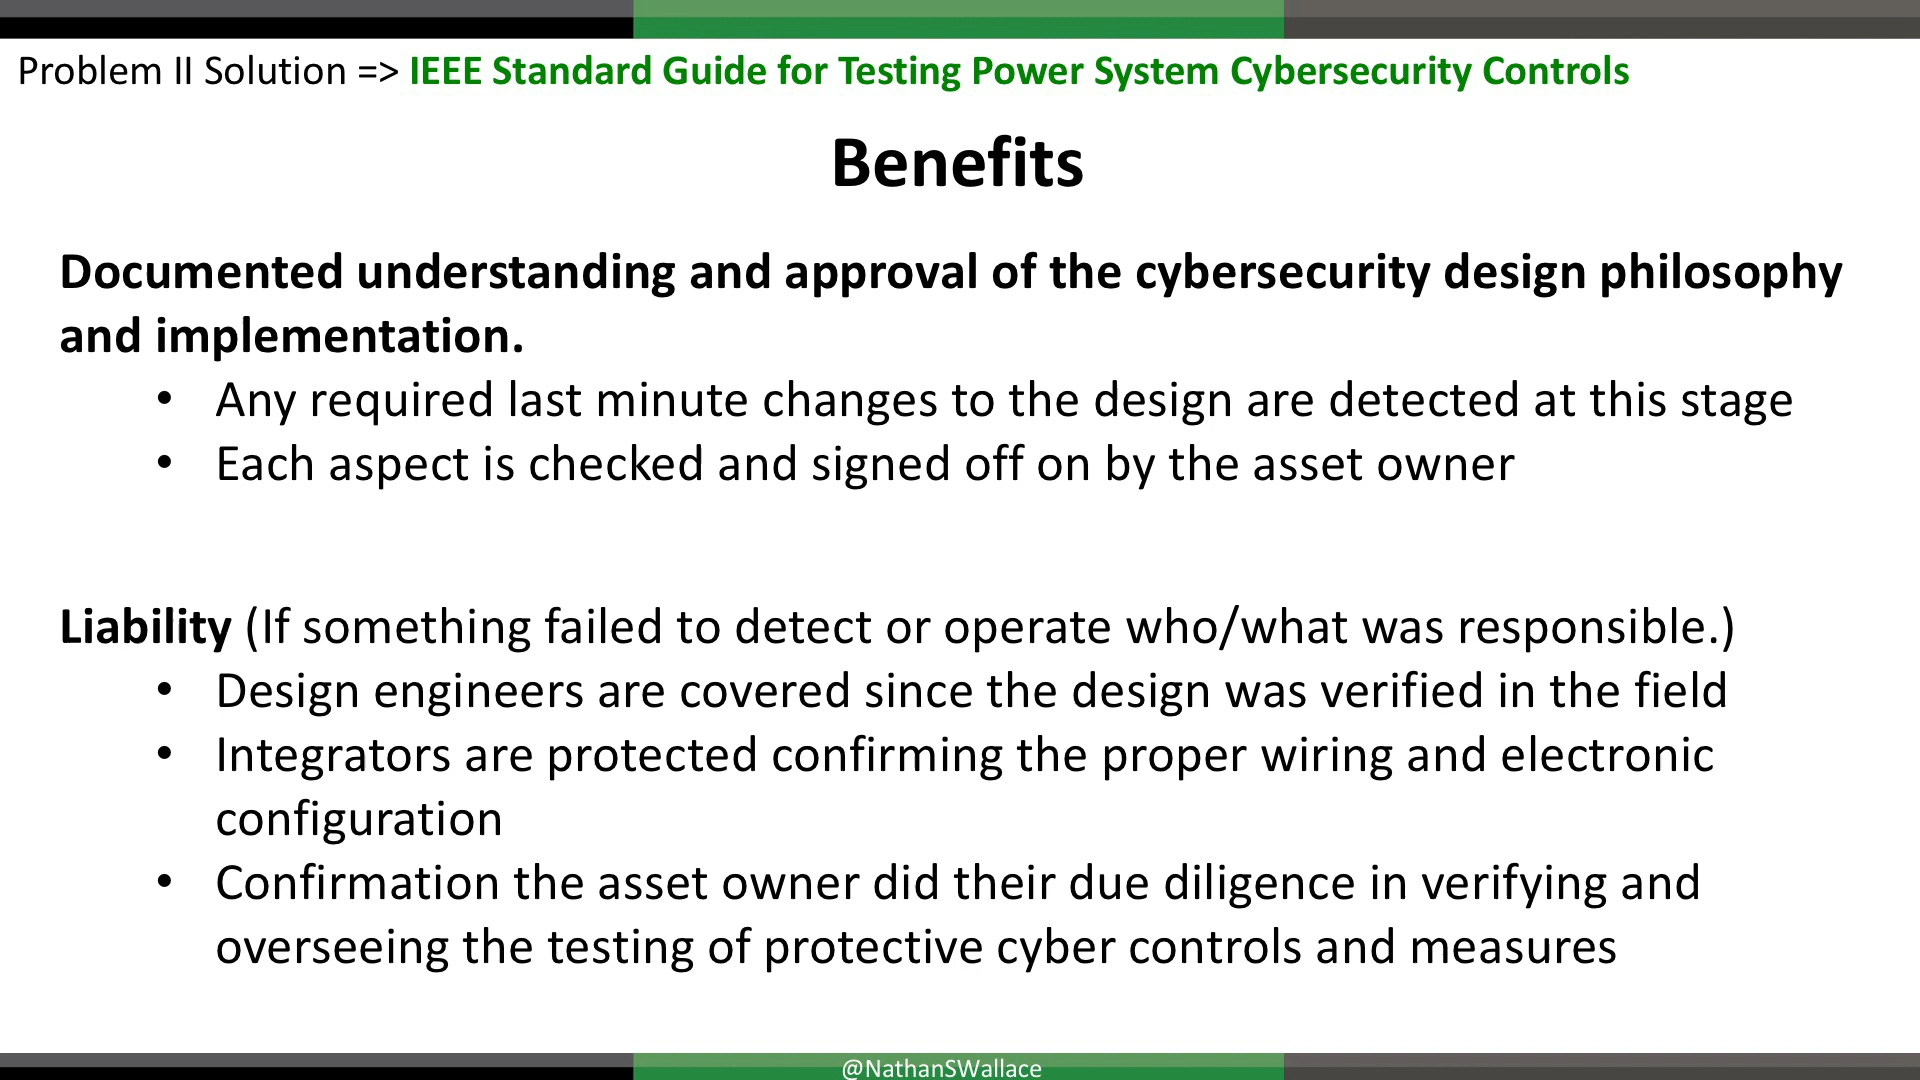 Problem II Solution => IEEE Standard Guide for Testing Power System Cybersecurity Controls
Benefits
Documented understanding and approval of the cybersecurity design philosophy
and implementation.
• Any required last minute changes to the design are detected at this stage
• Each aspect is checked and signed off on by the asset owner
Liability (If something failed to detect or operate who/what was responsible.)
• Design engineers are covered since the design was verified in the field
• Integrators are protected confirming the proper wiring and electronic
configuration
• Confirmation the asset owner did their due diligence in verifying and
overseeing the testing of protective cyber controls and measures
@NathanSWallace